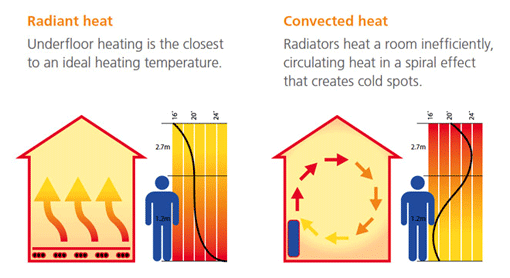 Radiant heat
Underfloor heating is the closest
to an ideal heating temperature.
16° 20° 24°
2.7m
1.2m
Convected heat
Radiators heat a room inefficiently,
circulating heat in a spiral effect
that creates cold spots.
16° 20° 24°
2.7m
1.2m